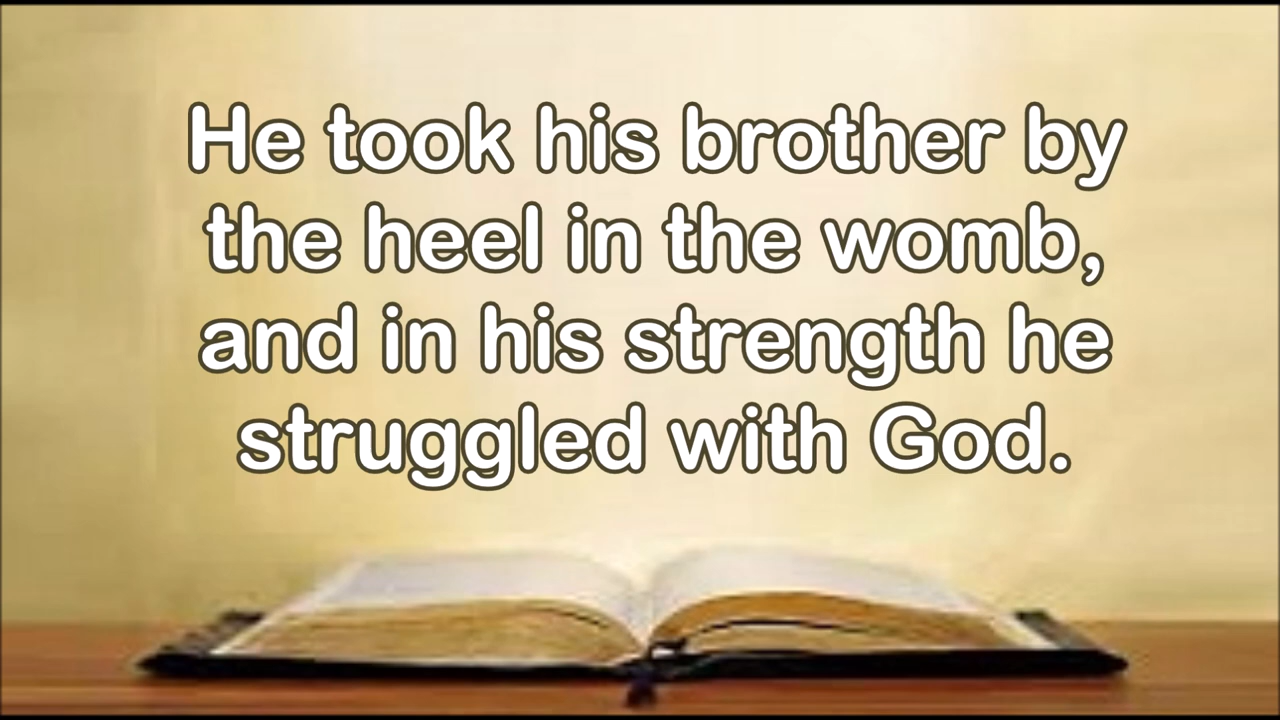 He took his brother by
the heel in the womb,
and in his strength he
struggled with God.